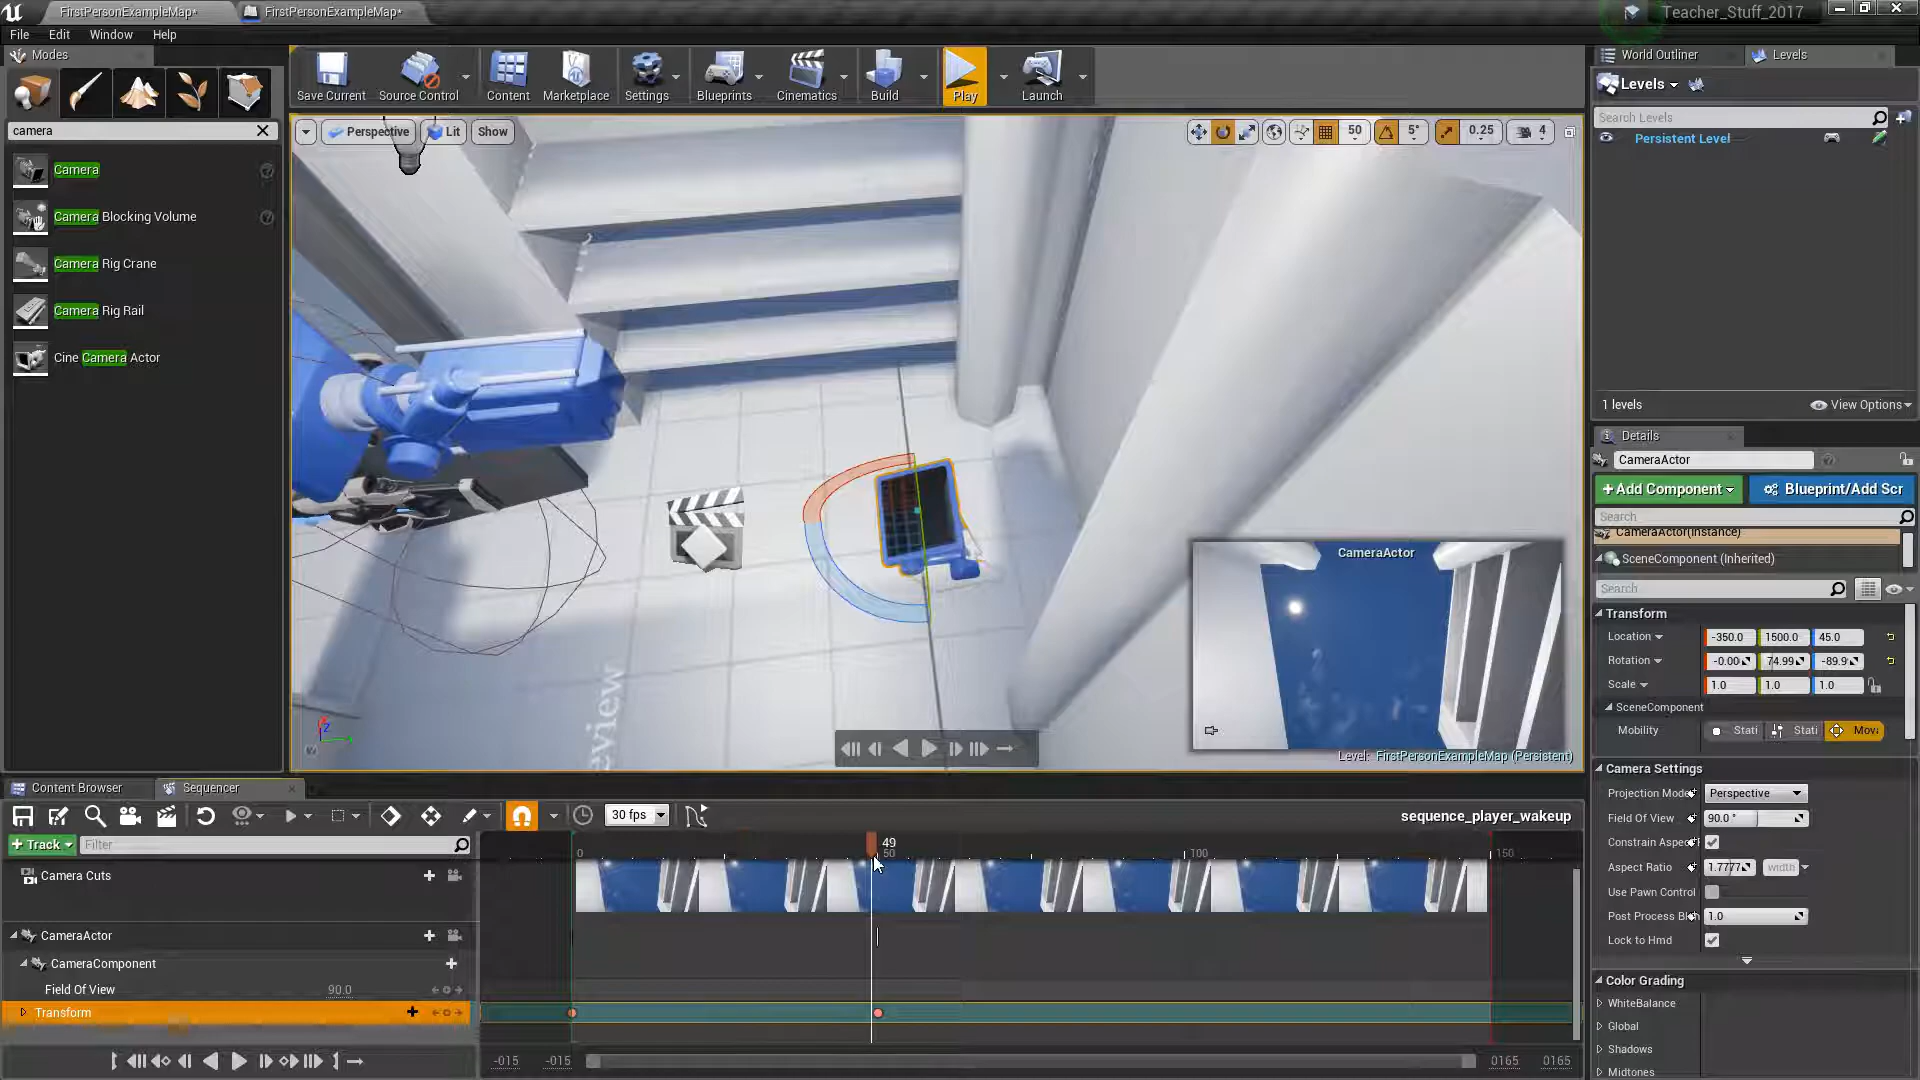 FirstPersonExampleMap*
FirstPersonExampleMap*
Teacher_Stuff_2017
File Edit Window Help
Modes
World Outliner
Levels
Save Current
Source Control
Content
Marketplace
Settings
Blueprints
Cinematics
Build
Play
Launch
Levels
camera
Search Levels
Perspective
Lit
Show
50
5°
0.25
4
Persistent Level
Camera
Camera Blocking Volume
Camera Rig Crane
Camera Rig Rail
Cine Camera Actor
1 levels
View Options
Details
CameraActor
+Add Component
Blueprint/Add Scr
Search
CameraActor(Instance)
SceneComponent (Inherited)
Search
CameraActor
Transform
Location
-350.0
1500.0
45.0
Rotation
-0.00
74.99
-89.9
Scale
1.0
1.0
1.0
SceneComponent
Mobility
Stati
Stati
Mova
eview
Level: FirstPersonExampleMap (Persistent)
Camera Settings
Projection Mode
Perspective
Field Of View
90.0 °
Constrain Aspect
Aspect Ratio
1.7777
width
Use Pawn Control
Post Process Bl
1.0
Lock to Hmd
Color Grading
WhiteBalance
Global
Shadows
Midtones
Content Browser
Sequencer
30 fps
sequence_player_wakeup
+ Track
Filter
49
0
50
100
150
Camera Cuts
CameraActor
CameraComponent
Field Of View
90.0
Transform
-015
-015
0165
0165